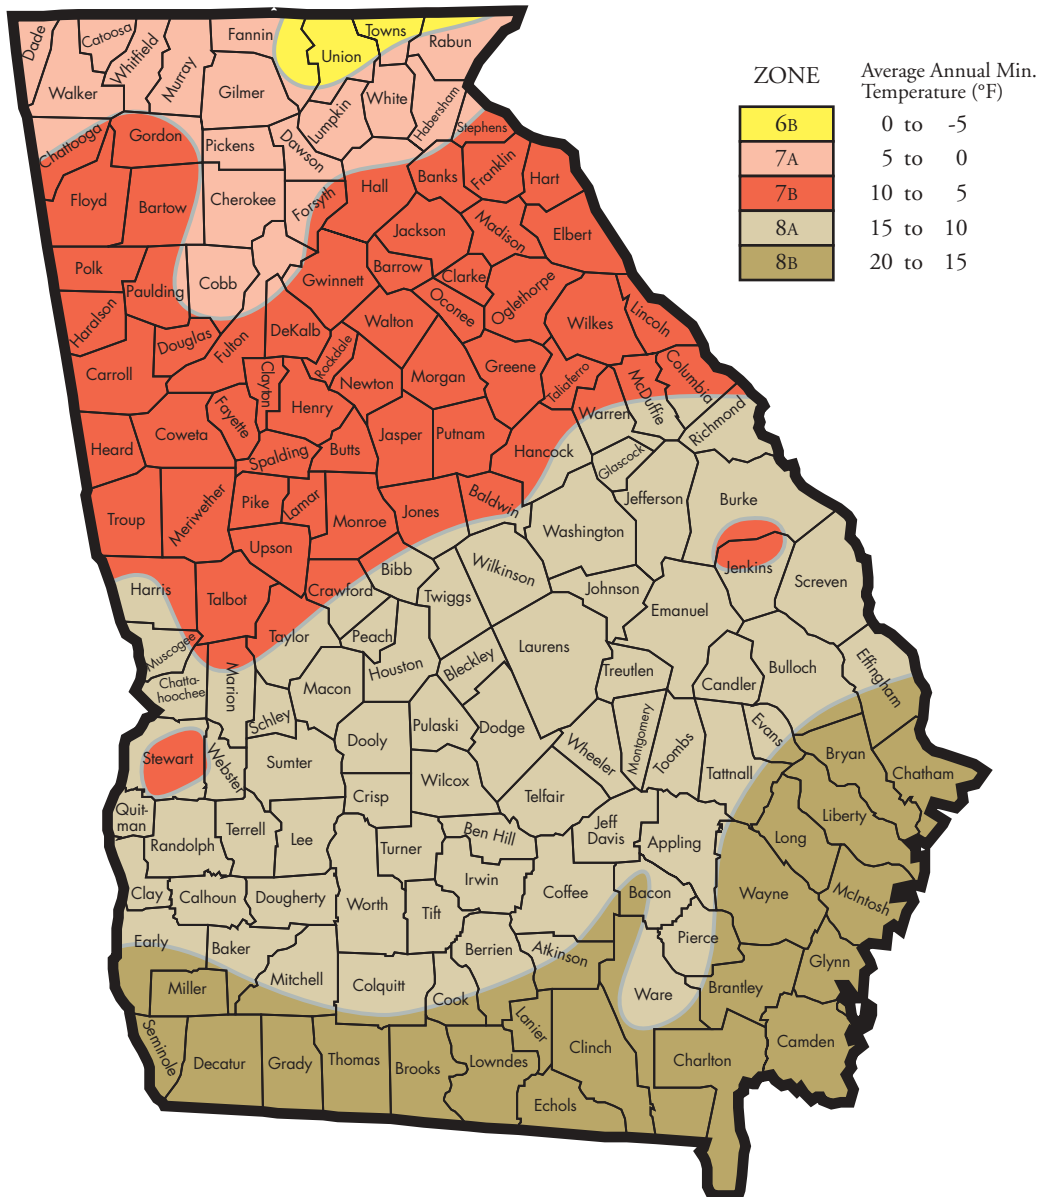 ZONE
Average Annual Min.
Temperature (°F)
6B
0 to -5
7A
5 to 0
7B
10 to 5
8A
15 to 10
8B
20 to 15
Dade
Catoosa
Whitfield
Murray
Fannin
Union
Towns
Rabun
Walker
Gilmer
Lumpkin
White
Habersham
Stephens
Chattooga
Gordon
Pickens
Dawson
Banks
Franklin
Hart
Floyd
Bartow
Cherokee
Forsyth
Hall
Jackson
Madison
Elbert
Polk
Paulding
Cobb
Gwinnett
Barrow
Clarke
Oconee
Oglethorpe
Wilkes
Lincoln
Haralson
Douglas
Fulton
DeKalb
Rockdale
Walton
Newton
Morgan
Greene
Taliaferro
McDuffie
Columbia
Carroll
Clayton
Fayette
Henry
Warren
Richmond
Heard
Coweta
Spalding
Butts
Jasper
Putnam
Hancock
Glascock
Jefferson
Burke
Troup
Meriwether
Pike
Lamar
Monroe
Jones
Baldwin
Washington
Upson
Crawford
Bibb
Wilkinson
Jenkins
Screven
Harris
Talbot
Taylor
Peach
Twiggs
Johnson
Emanuel
Muscogee
Chatta-
hoochee
Marion
Macon
Houston
Bleckley
Laurens
Treutlen
Candler
Bulloch
Effingham
Schley
Stewart
Webster
Sumter
Dooly
Pulaski
Dodge
Wheeler
Montgomery
Toombs
Tattnall
Evans
Bryan
Chatham
Quit-
man
Randolph
Terrell
Lee
Crisp
Wilcox
Telfair
Jeff
Davis
Appling
Long
Liberty
Turner
Ben Hill
Irwin
Coffee
Bacon
Wayne
McIntosh
Clay
Calhoun
Dougherty
Worth
Tift
Pierce
Early
Baker
Mitchell
Colquitt
Berrien
Cook
Atkinson
Ware
Brantley
Glynn
Miller
Lanier
Clinch
Charlton
Camden
Seminole
Decatur
Grady
Thomas
Brooks
Lowndes
Echols